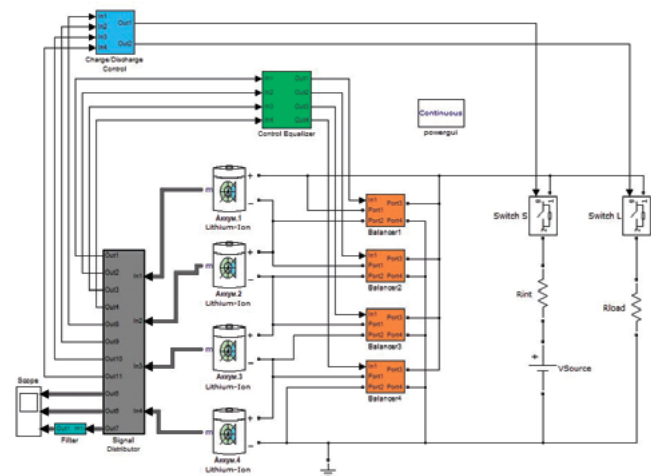 In1
In2
In3
In4
Out1
Out2
Charge/Discharge
Control
In1
In2
In3
In4
Out1
Out2
Out3
Out4
Control Equalizer
Continuous
powergui
m
+
−
Аккум.1
Lithium-Ion
m
+
−
Аккум.2
Lithium-Ion
m
+
−
Аккум.3
Lithium-Ion
m
+
−
Аккум.4
Lithium-Ion
In1
Port1
Port2
Port3
Port4
Balancer1
In1
Port1
Port2
Port3
Port4
Balancer2
In1
Port1
Port2
Port3
Port4
Balancer3
In1
Port1
Port2
Port3
Port4
Balancer4
Switch S
Switch L
Rint
Rload
+
VSource
Out1
Out2
Out3
Out4
Out8
Out9
Out10
Out11
Out5
Out6
Out7
In1
In2
In3
In4
Signal
Distributor
Scope
Out1 In1
Filter